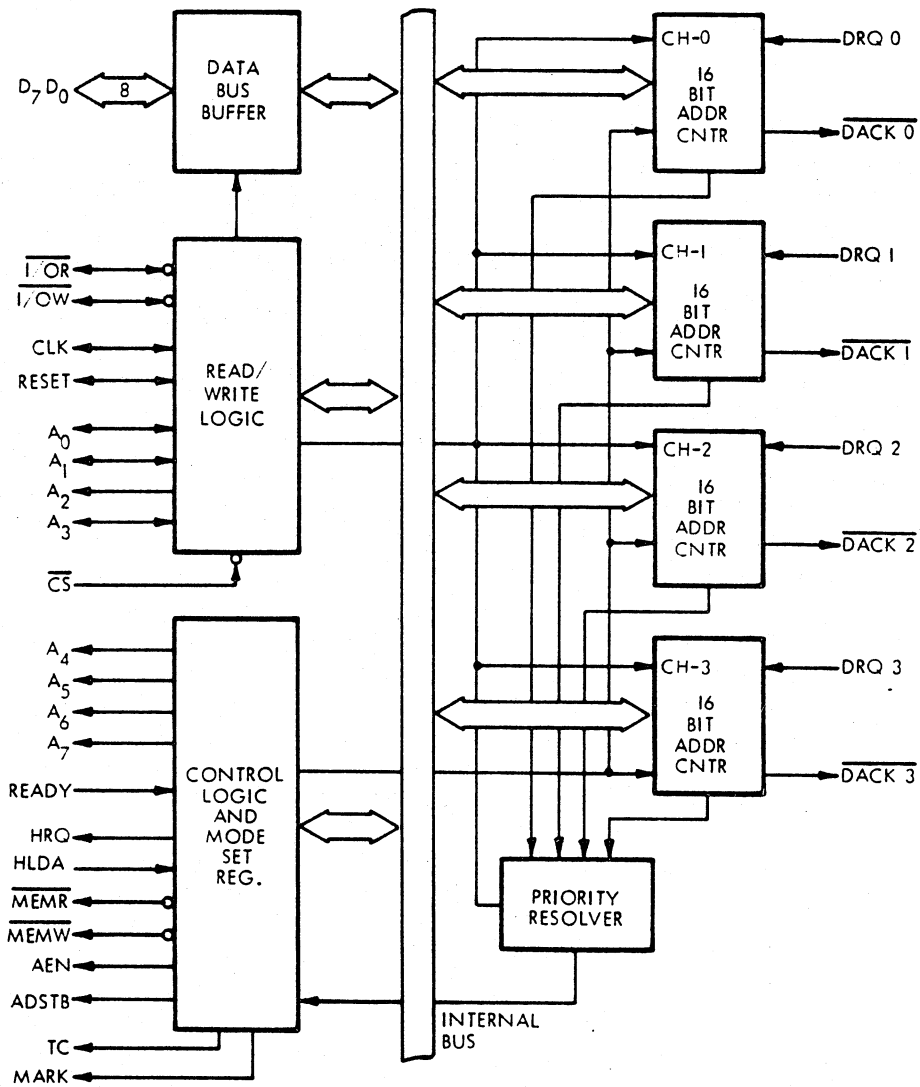 D₇ D₀
8
DATA
BUS
BUFFER
I/OR
I/OW
CLK
RESET
A₀
A₁
A₂
A₃
CS
READ/
WRITE
LOGIC
A₄
A₅
A₆
A₇
READY
HRQ
HLDA
MEMR
MEMW
AEN
ADSTB
TC
MARK
CONTROL
LOGIC
AND
MODE
SET
REG.
INTERNAL
BUS
CH-0
16
BIT
ADDR
CNTR
DRQ 0
DACK 0
CH-1
16
BIT
ADDR
CNTR
DRQ 1
DACK 1
CH-2
16
BIT
ADDR
CNTR
DRQ 2
DACK 2
CH-3
16
BIT
ADDR
CNTR
DRQ 3
DACK 3
PRIORITY
RESOLVER